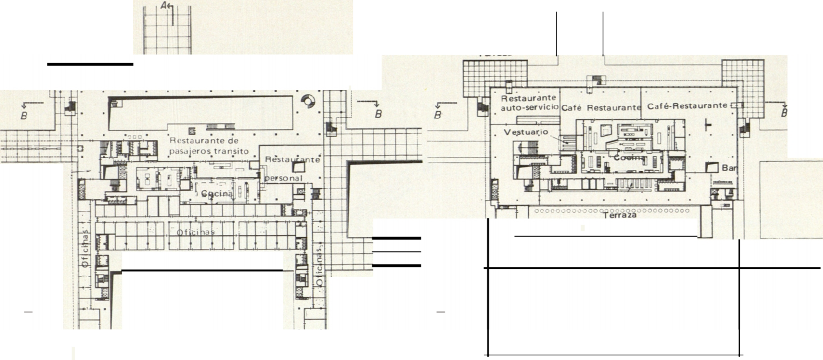 A
B
B
Restaurante de
pasajeros transito
Restaurante
personal
Cocina
Oficinas
Oficinas
Oficinas
B
B
Restaurante
auto-servicio
Café Restaurante
Café-Restaurante
Vestuario
Cocina
Bar
Terraza